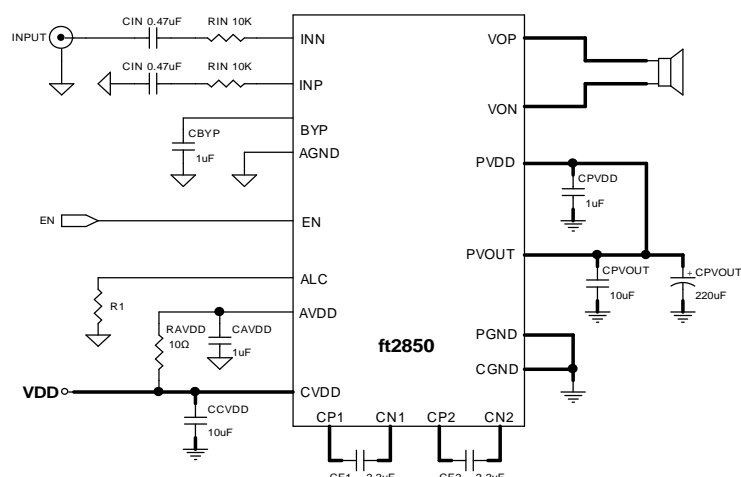 INPUT
CIN 0.47uF
RIN 10K
INN
CIN 0.47uF
RIN 10K
INP
CBYP
1uF
BYP
AGND
EN
EN
ALC
R1
AVDD
RAVDD
10Ω
CAVDD
1uF
VDD
CVDD
CCVDD
10uF
ft2850
VOP
VON
PVDD
CPVDD
1uF
PVOUT
CPVOUT
10uF
+
CPVOUT
220uF
PGND
CGND
CP1
CN1
CP2
CN2